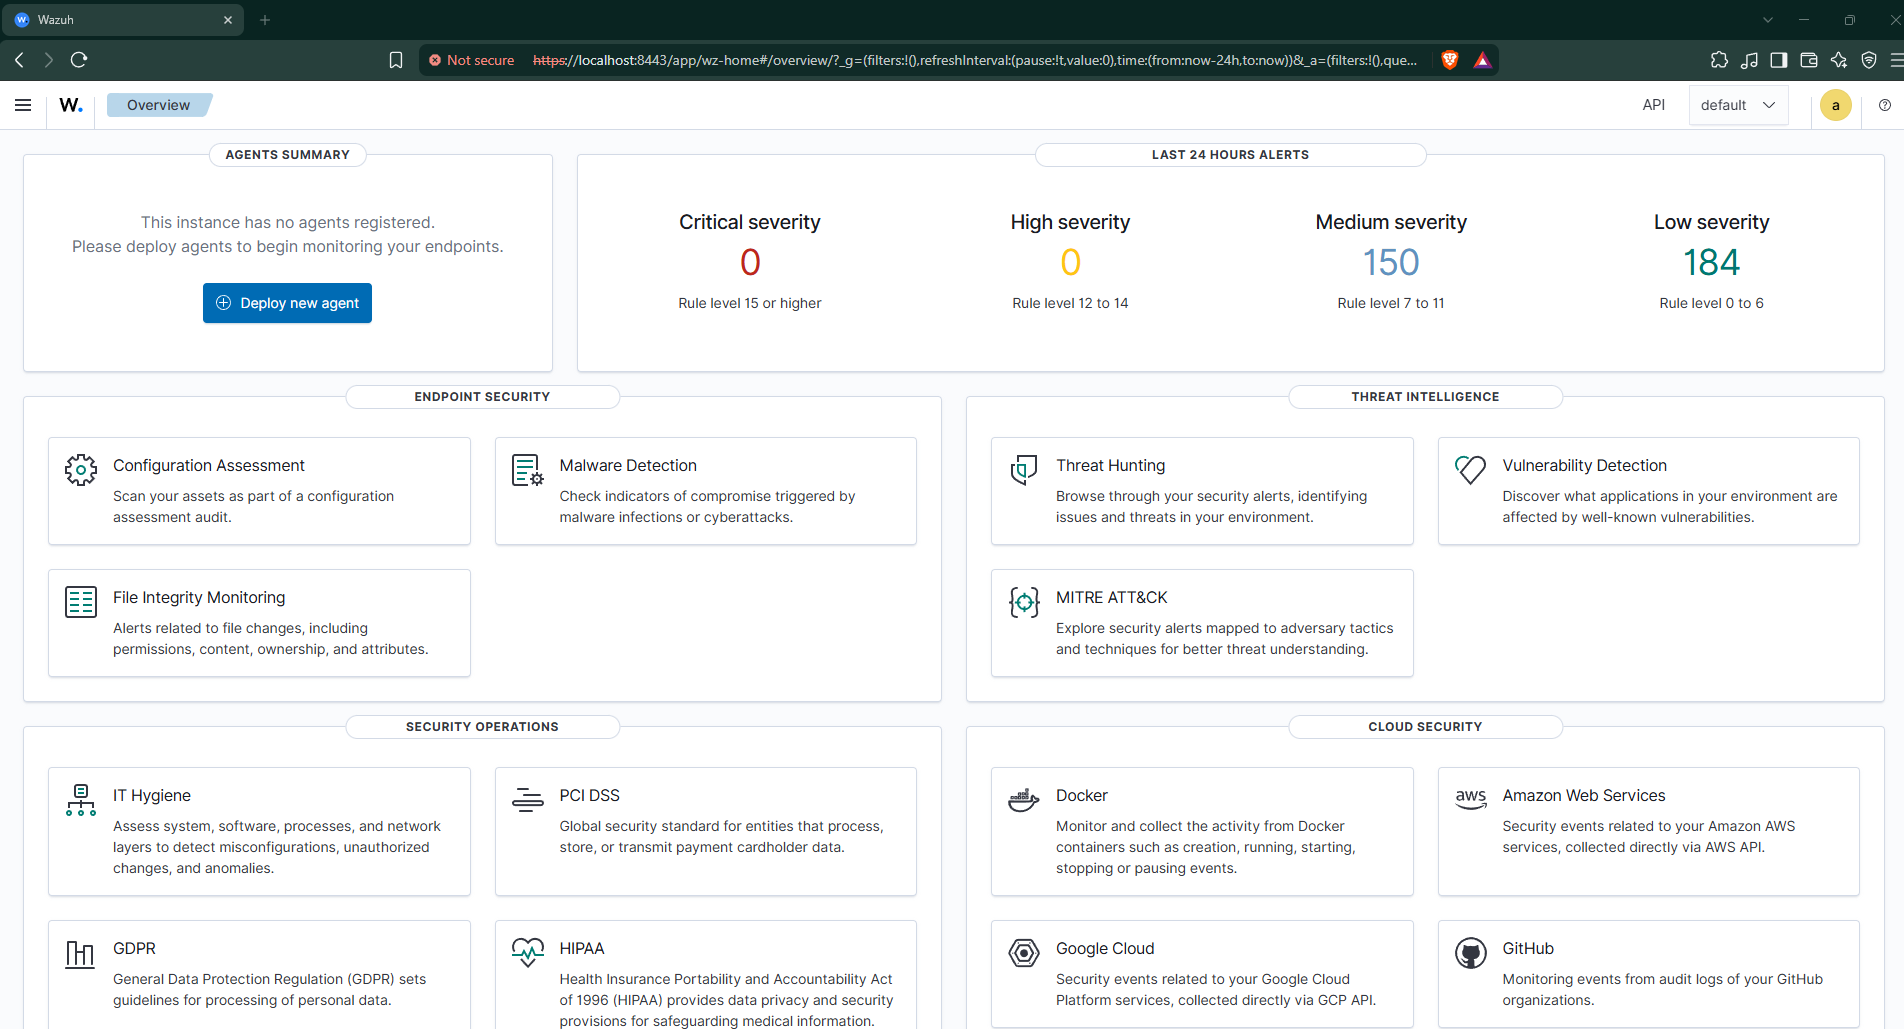 Wazuh
Not secure https://localhost:8443/app/wz-home#/overview/?_g=(filters:!(),refreshInterval:(pause:!t,value:0),time:(from:now-24h,to:now))&_a=(filters:!(),que...
W. Overview API default a
AGENTS SUMMARY
This instance has no agents registered.
Please deploy agents to begin monitoring your endpoints.
Deploy new agent
LAST 24 HOURS ALERTS
Critical severity
0
Rule level 15 or higher
High severity
0
Rule level 12 to 14
Medium severity
150
Rule level 7 to 11
Low severity
184
Rule level 0 to 6
ENDPOINT SECURITY
Configuration Assessment
Scan your assets as part of a configuration
assessment audit.
Malware Detection
Check indicators of compromise triggered by
malware infections or cyberattacks.
File Integrity Monitoring
Alerts related to file changes, including
permissions, content, ownership, and attributes.
THREAT INTELLIGENCE
Threat Hunting
Browse through your security alerts, identifying
issues and threats in your environment.
Vulnerability Detection
Discover what applications in your environment are
affected by well-known vulnerabilities.
MITRE ATT&CK
Explore security alerts mapped to adversary tactics
and techniques for better threat understanding.
SECURITY OPERATIONS
IT Hygiene
Assess system, software, processes, and network
layers to detect misconfigurations, unauthorized
changes, and anomalies.
PCI DSS
Global security standard for entities that process,
store, or transmit payment cardholder data.
GDPR
General Data Protection Regulation (GDPR) sets
guidelines for processing of personal data.
HIPAA
Health Insurance Portability and Accountability Act
of 1996 (HIPAA) provides data privacy and security
provisions for safeguarding medical information.
CLOUD SECURITY
Docker
Monitor and collect the activity from Docker
containers such as creation, running, starting,
stopping or pausing events.
aws
Amazon Web Services
Security events related to your Amazon AWS
services, collected directly via AWS API.
Google Cloud
Security events related to your Google Cloud
Platform services, collected directly via GCP API.
GitHub
Monitoring events from audit logs of your GitHub
organizations.